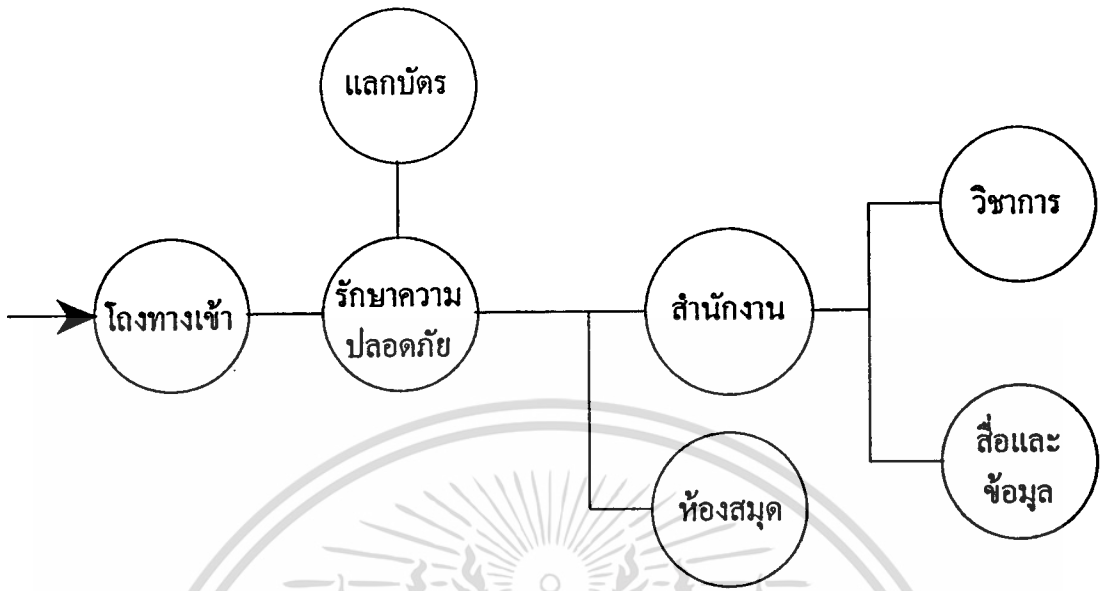 แลกบัตร
วิชาการ
โถงทางเข้า
รักษาความ
ปลอดภัย
สำนักงาน
สื่อและ
ข้อมูล
ห้องสมุด